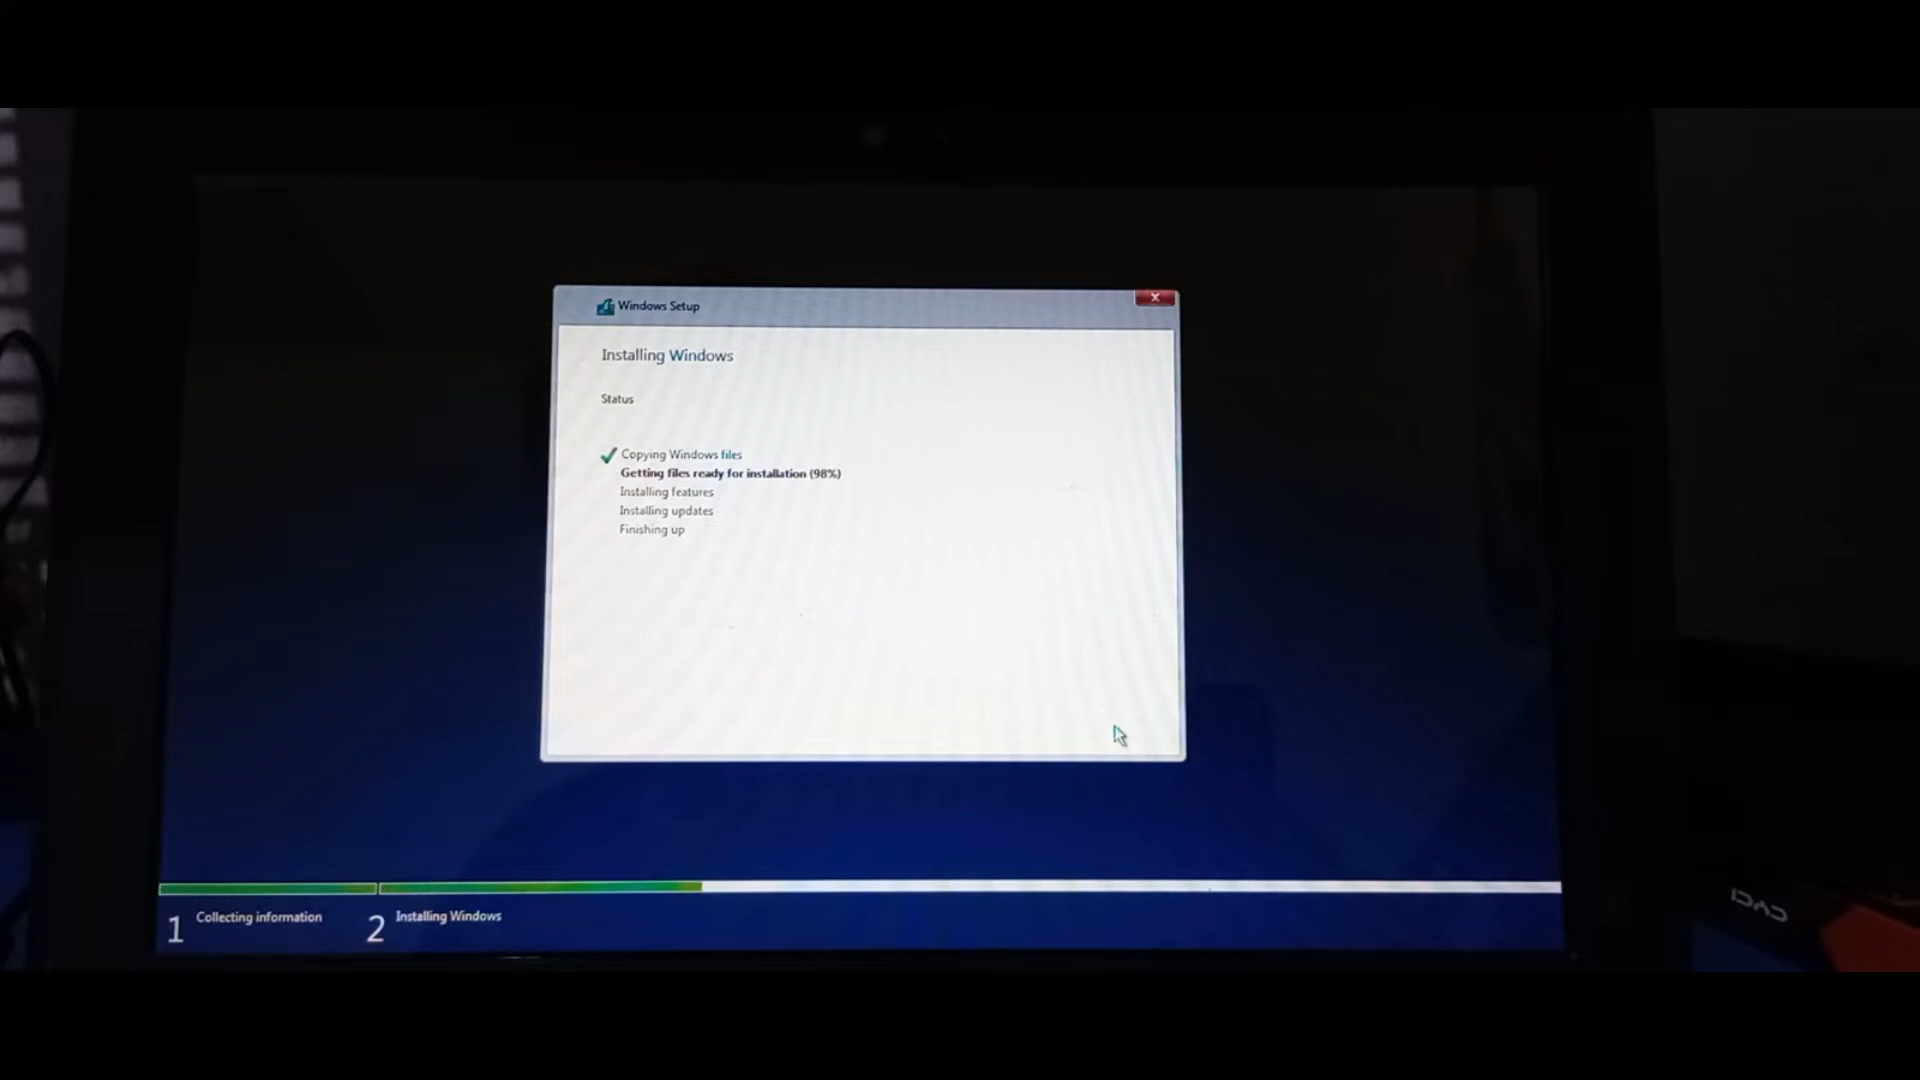 Windows Setup
Installing Windows
Status
Copying Windows files
Getting files ready for installation (98%)
Installing features
Installing updates
Finishing up
1 Collecting information
2 Installing Windows